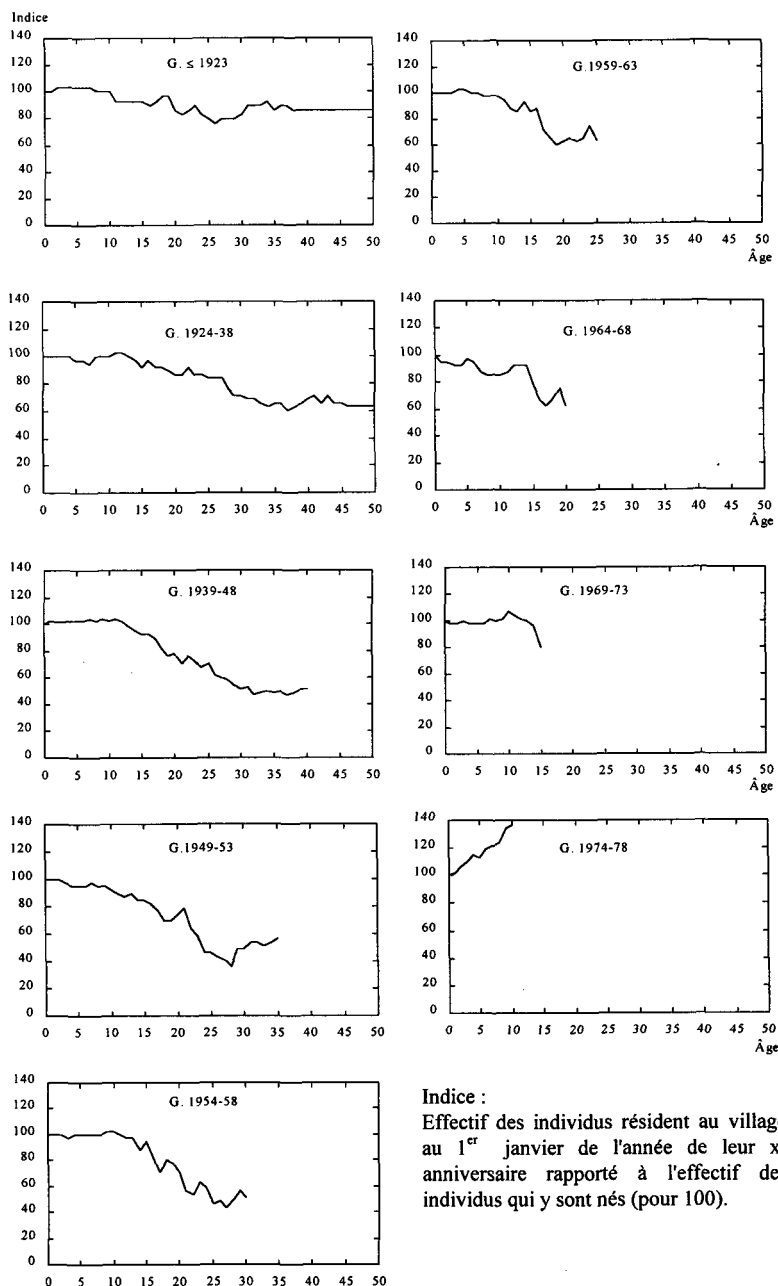 Indice
140
120
100
80
60
40
20
0
G. ≤ 1923
0 5 10 15 20 25 30 35 40 45 50
140
120
100
80
60
40
20
0
G.1959-63
0 5 10 15 20 25 30 35 40 45 50
Âge
140
120
100
80
60
40
20
0
G. 1924-38
0 5 10 15 20 25 30 35 40 45 50
140
120
100
80
60
40
20
0
G. 1964-68
0 5 10 15 20 25 30 35 40 45 50
Âge
140
120
100
80
60
40
20
0
G. 1939-48
0 5 10 15 20 25 30 35 40 45 50
140
120
100
80
60
40
20
0
G. 1969-73
0 5 10 15 20 25 30 35 40 45 50
Âge
140
120
100
80
60
40
20
0
G.1949-53
0 5 10 15 20 25 30 35 40 45 50
140
120
100
80
60
40
20
0
G. 1974-78
0 5 10 15 20 25 30 35 40 45 50
Âge
140
120
100
80
60
40
20
0
G. 1954-58
0 5 10 15 20 25 30 35 40 45 50
Indice :
Effectif des individus résident au village
au 1er janvier de l'année de leur x
anniversaire rapporté à l'effectif de
individus qui y sont nés (pour 100).